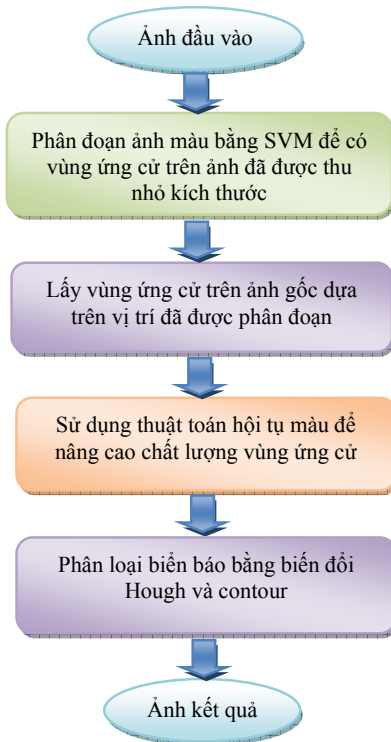 Ảnh đầu vào
Phân đoạn ảnh màu bằng SVM để có
vùng ứng cử trên ảnh đã được thu
nhỏ kích thước
Lấy vùng ứng cử trên ảnh gốc dựa
trên vị trí đã được phân đoạn
Sử dụng thuật toán hội tụ màu để
nâng cao chất lượng vùng ứng cử
Phân loại biển báo bằng biến đổi
Hough và contour
Ảnh kết quả